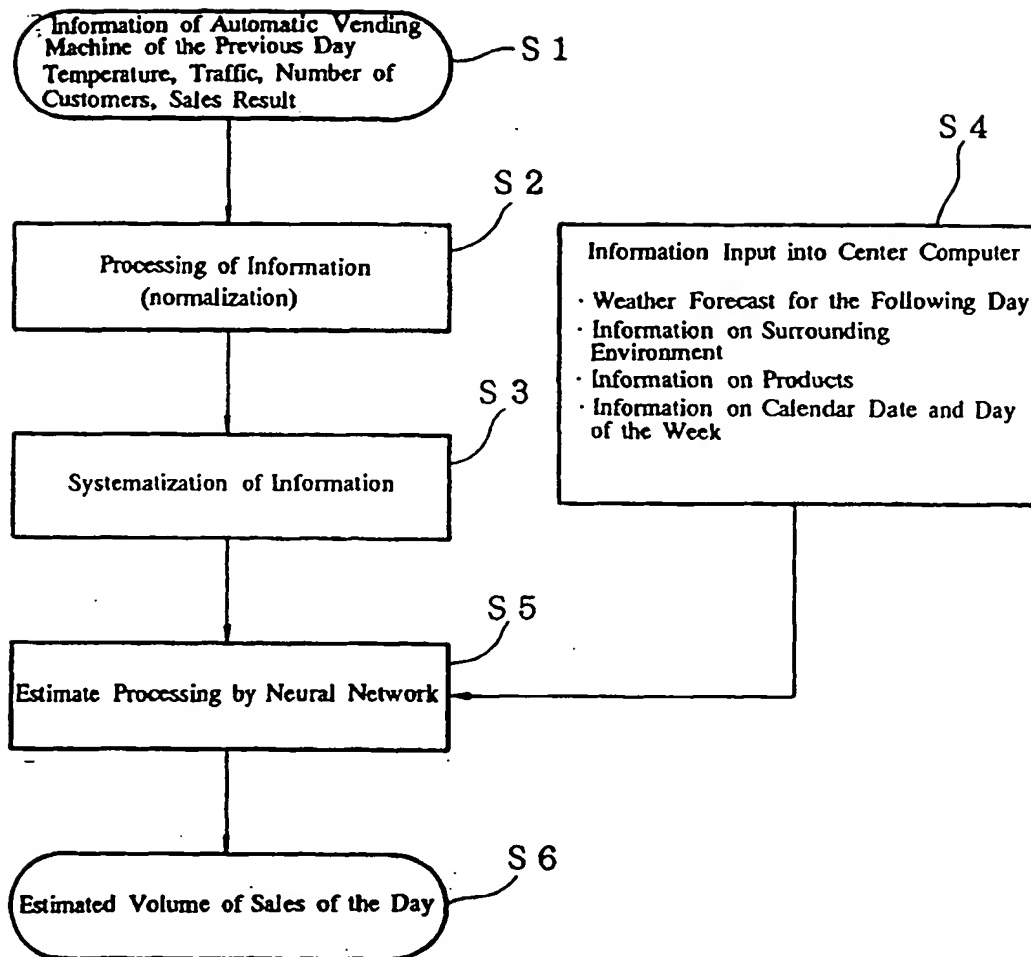 Information of Automatic Vending
Machine of the Previous Day
Temperature, Traffic, Number of
Customers, Sales Result
S 1
S 4
S 2
Processing of Information
(normalization)
Information Input into Center Computer
· Weather Forecast for the Following Day
· Information on Surrounding
Environment
· Information on Products
· Information on Calendar Date and Day
of the Week
S 3
Systematization of Information
S 5
Estimate Processing by Neural Network
S 6
Estimated Volume of Sales of the Day